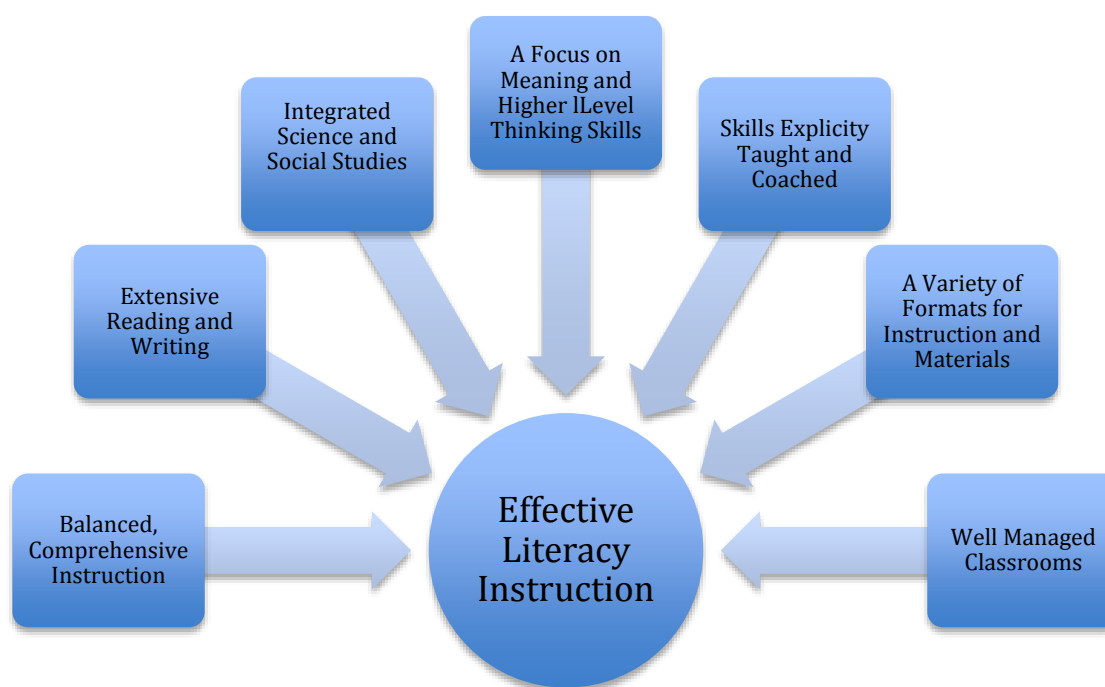 A Focus on
Meaning and
Higher lLevel
Thinking Skills
Integrated
Science and
Social Studies
Skills Explicity
Taught and
Coached
Extensive
Reading and
Writing
A Variety of
Formats for
Instruction and
Materials
Balanced,
Comprehensive
Instruction
Effective
Literacy
Instruction
Well Managed
Classrooms